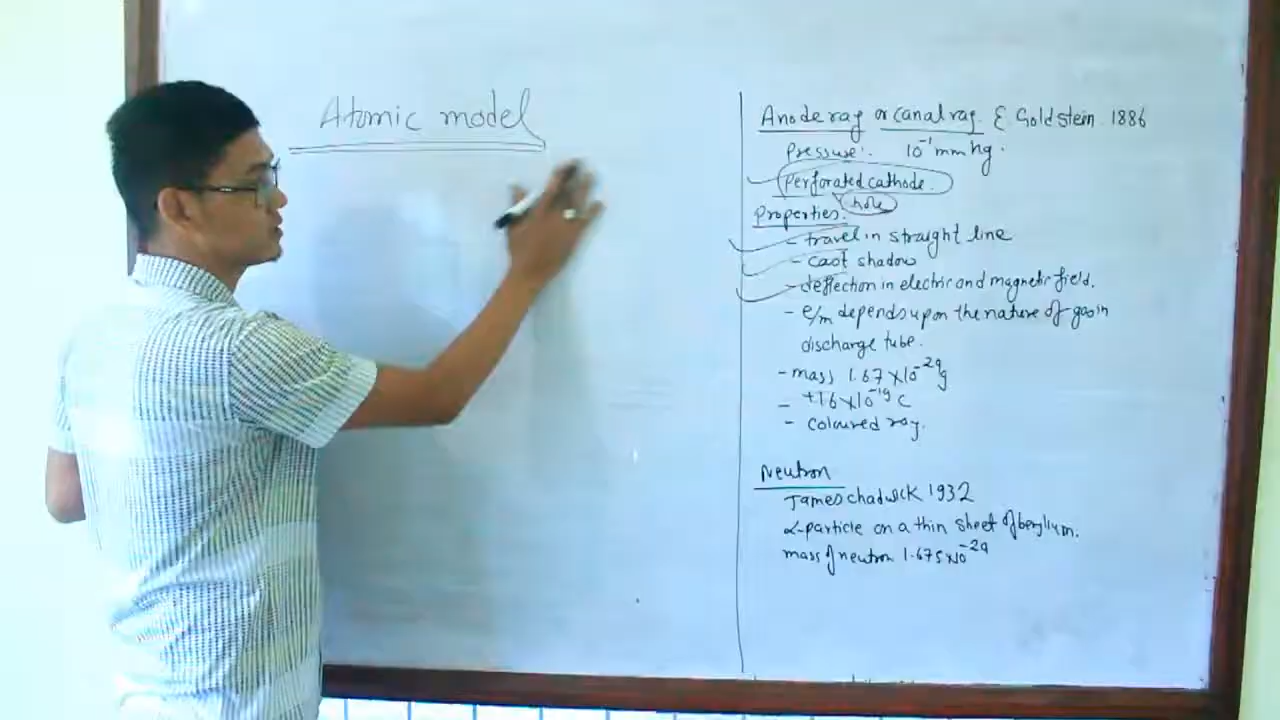 Atomic model
Anode ray or canal ray. E. Goldstein. 1886
Pressure: 10⁻¹ mm hg.
Perforated cathode.
hole
Properties:
- travel in straight line
- cast shadow
- deflection in electric and magnetic field.
- e/m depends upon the nature of gas in
discharge tube.
- mass 1.67 x 10⁻²⁴g
- +1.6 x 10⁻¹⁹ C
- coloured ray.
Neutron
James chadwick 1932
α-particle on a thin sheet of berylium.
mass of neutron 1.675 x 10⁻²⁴